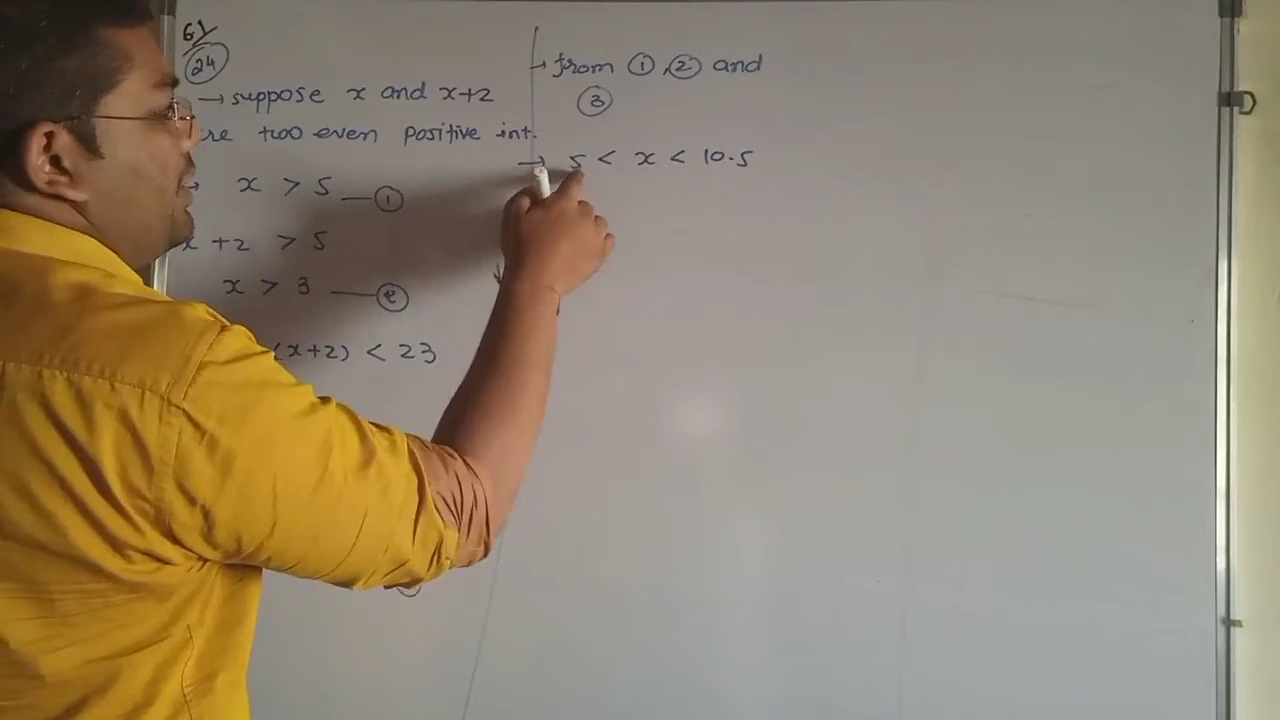 6)
24
→ suppose x and x+2
are two even positive int.
x > 5 — ①
x + 2 > 5
x > 3 — ②
(x+2) < 23
→ from ①, ② and
③
→ 5 < x < 10.5